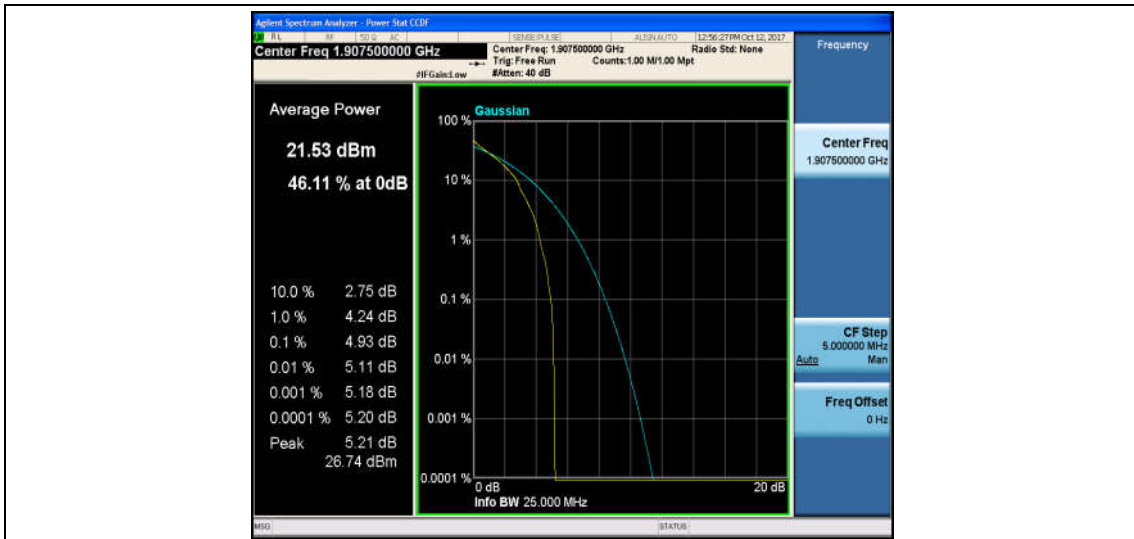 Agilent Spectrum Analyzer - Power Stat CCDF
RL RF 50 Ω AC SENSE:PULSE ALIGN AUTO 12:56:27 PM Oct 12, 2017
Center Freq 1.907500000 GHz
Center Freq: 1.907500000 GHz Radio Std: None
Trig: Free Run Counts:1.00 M/1.00 Mpt
#IFGain:Low #Atten: 40 dB
Frequency
Average Power
21.53 dBm
46.11 % at 0dB
10.0 % 2.75 dB
1.0 % 4.24 dB
0.1 % 4.93 dB
0.01 % 5.11 dB
0.001 % 5.18 dB
0.0001 % 5.20 dB
Peak 5.21 dB
26.74 dBm
Gaussian
100 %
10 %
1 %
0.1 %
0.01 %
0.001 %
0.0001 %
0 dB 20 dB
Info BW 25.000 MHz
Center Freq
1.907500000 GHz
CF Step
5.000000 MHz
Auto Man
Freq Offset
0 Hz
MSG STATUS